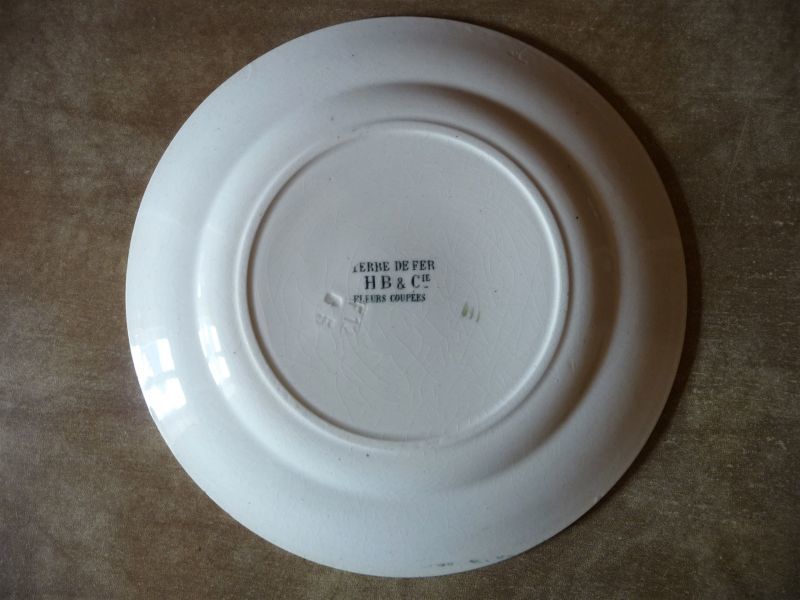 TERRE DE FER
HB & CIE
FLEURS COUPÉES